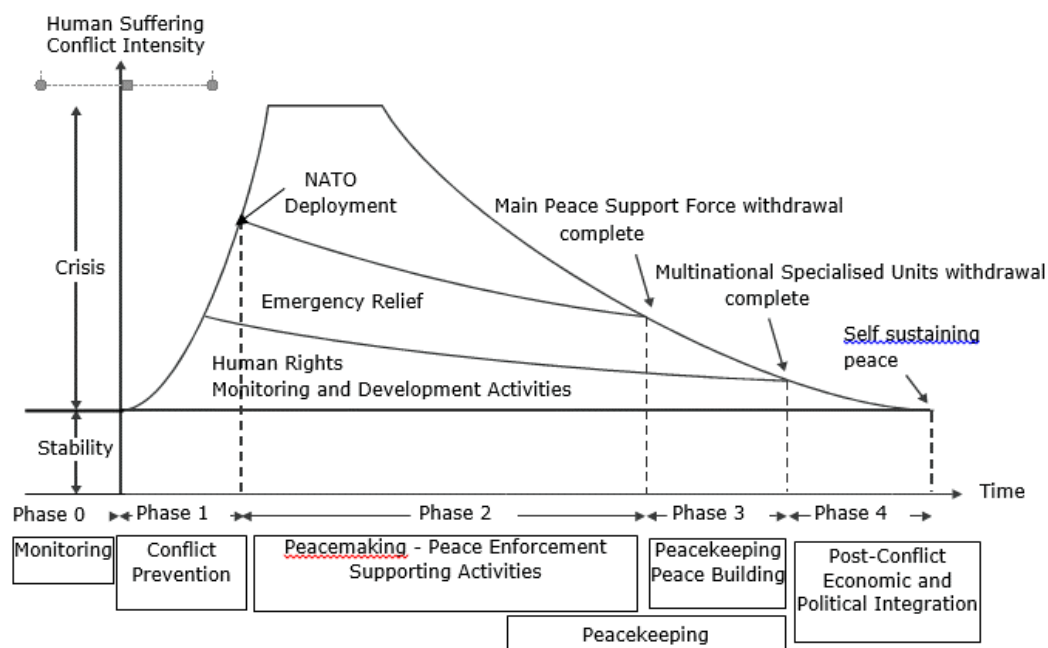 Human Suffering
Conflict Intensity
NATO
Deployment
Main Peace Support Force withdrawal
complete
Crisis
Multinational Specialised Units withdrawal
complete
Emergency Relief
Self sustaining
peace
Human Rights
Monitoring and Development Activities
Stability
Time
Phase 0
Phase 1
Phase 2
Phase 3
Phase 4
Monitoring
Conflict
Prevention
Peacemaking - Peace Enforcement
Supporting Activities
Peacekeeping
Peace Building
Post-Conflict
Economic and
Political Integration
Peacekeeping